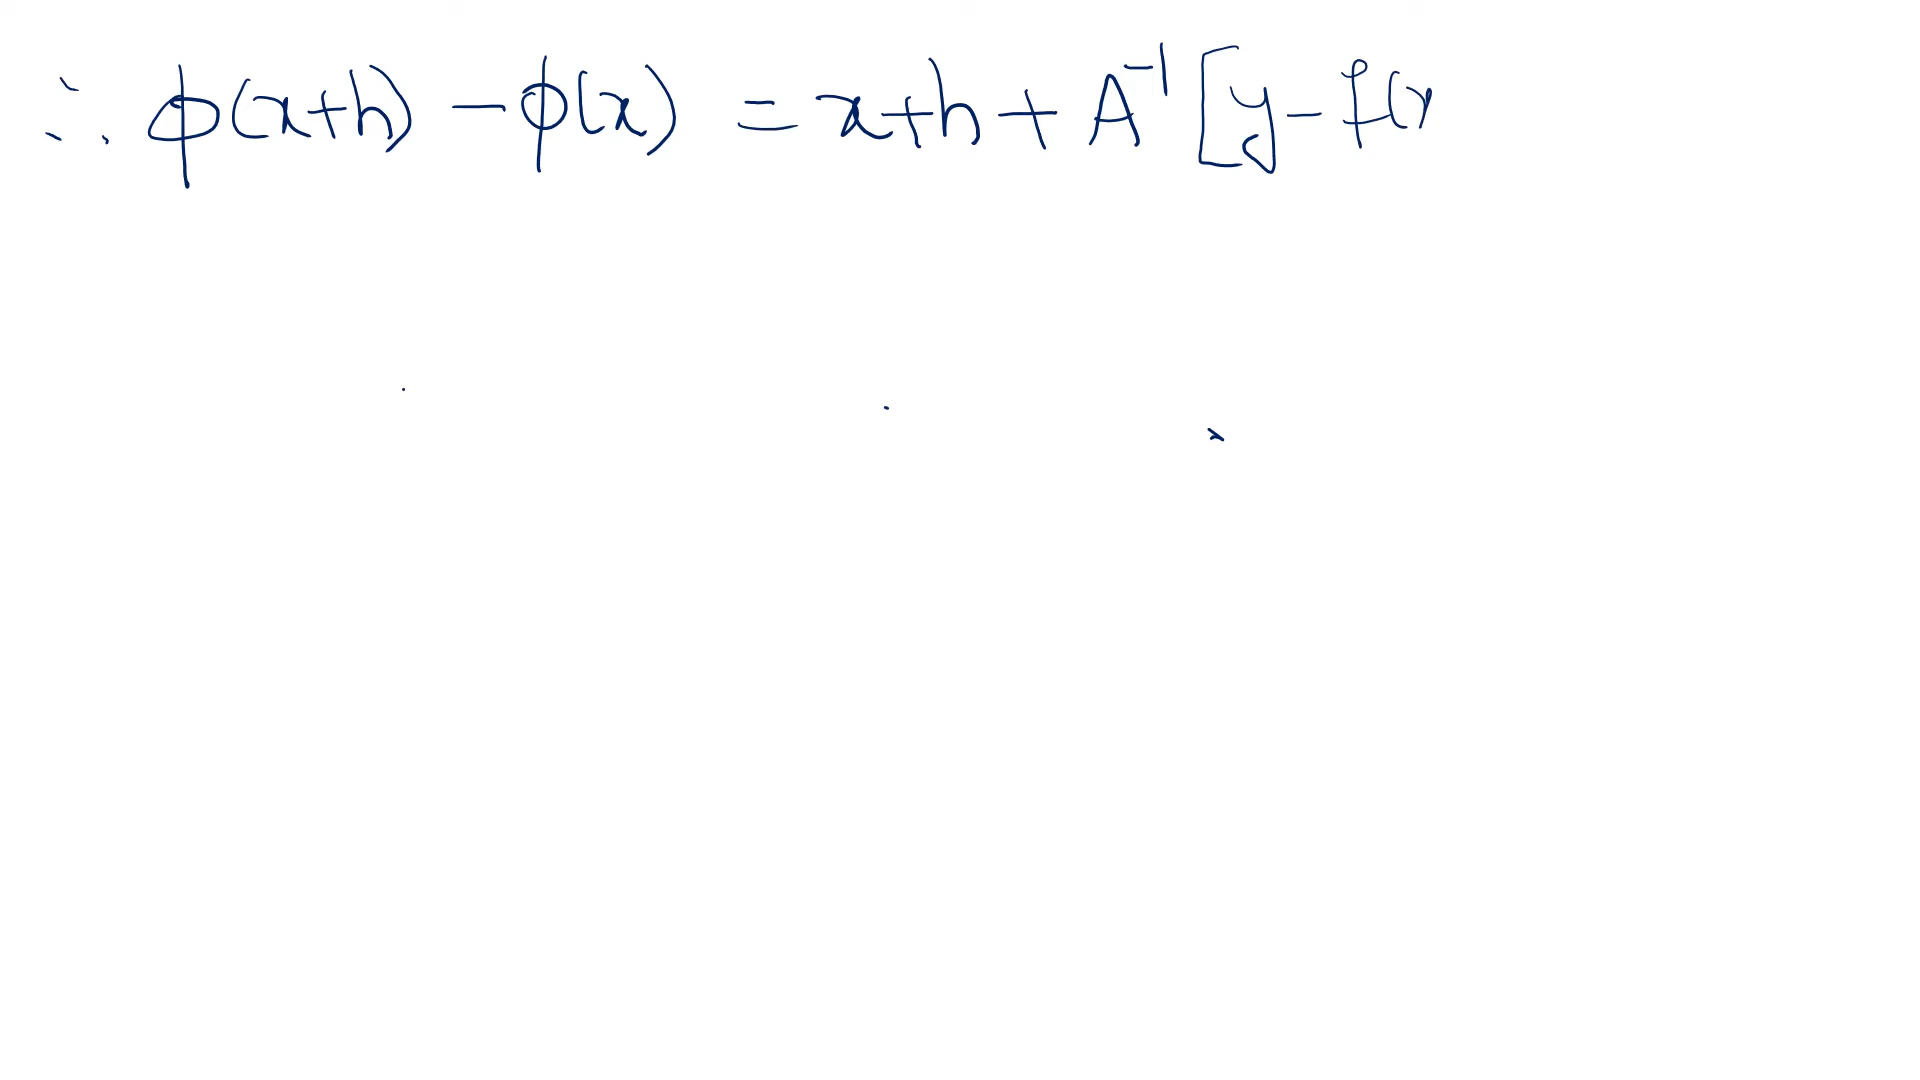 ∴ φ(x+h) − φ(x) = x+h + A⁻¹ [y − f(x